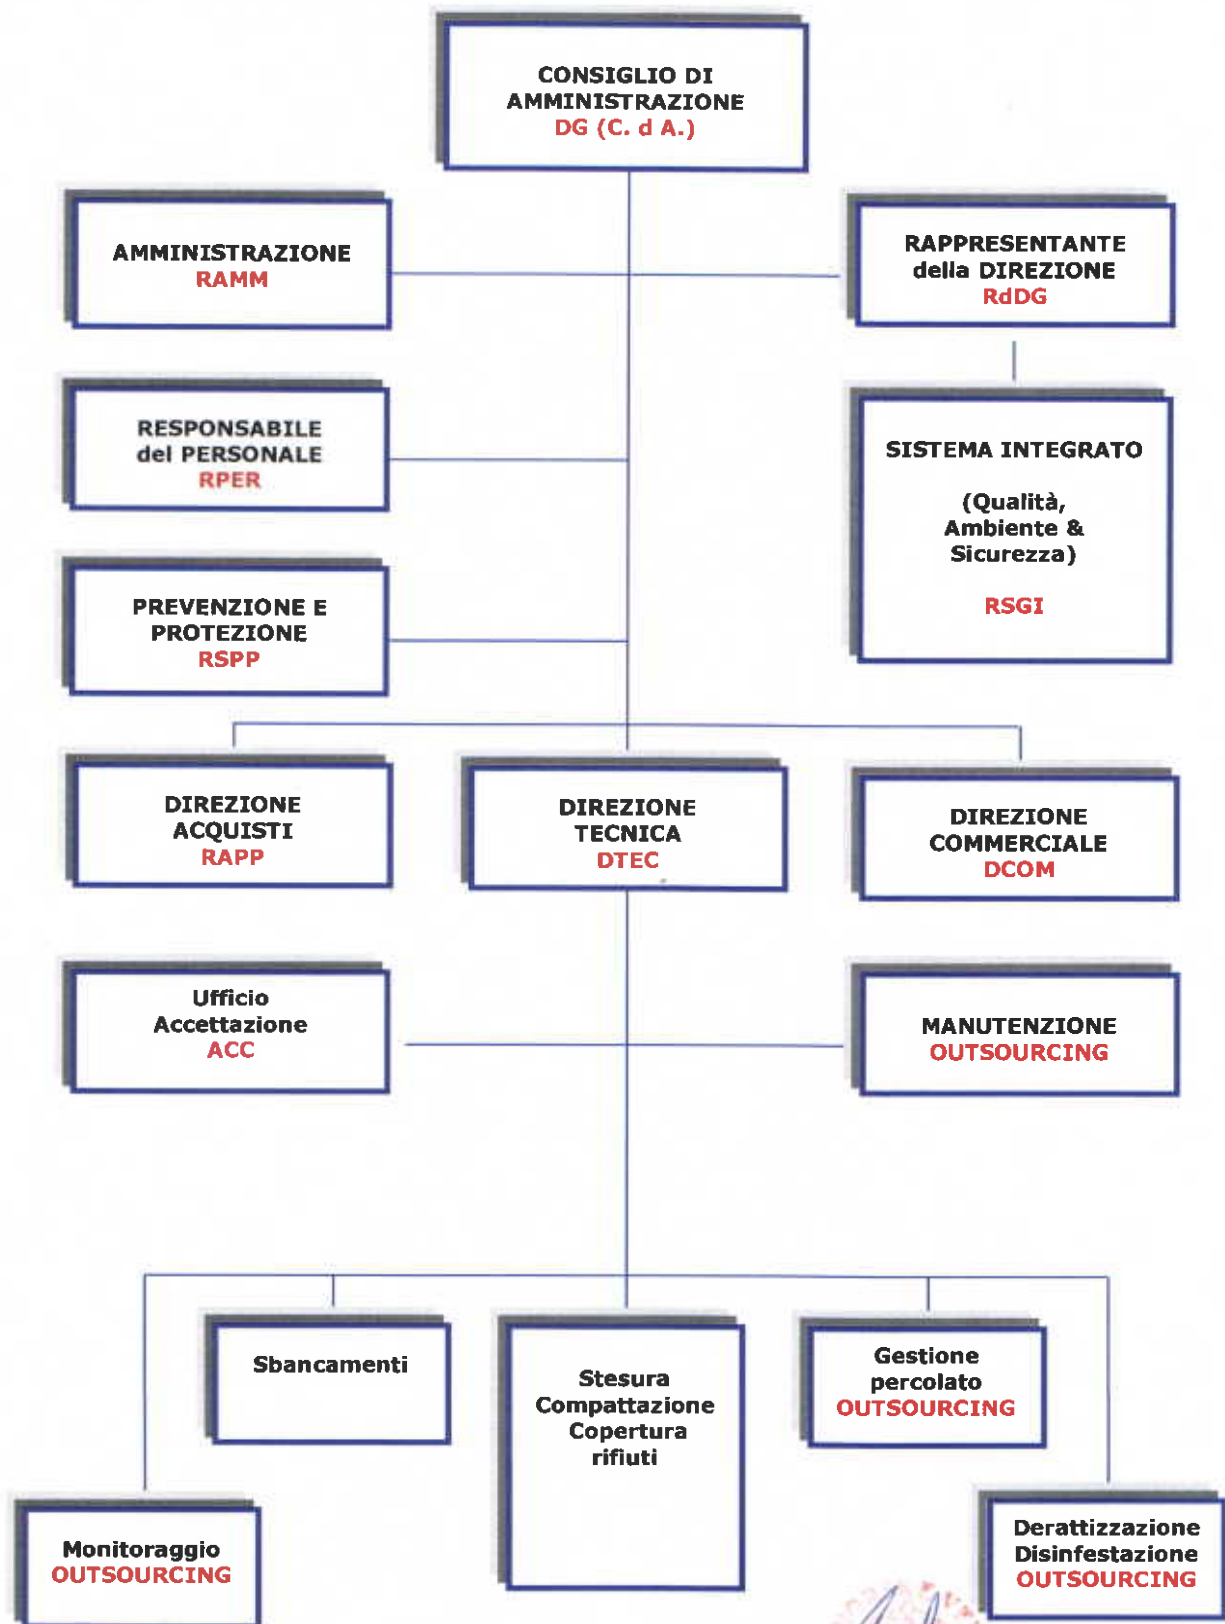 CONSIGLIO DI
AMMINISTRAZIONE
DG (C. d A.)
AMMINISTRAZIONE
RAMM
RAPPRESENTANTE
della DIREZIONE
RdDG
RESPONSABILE
del PERSONALE
RPER
SISTEMA INTEGRATO
(Qualità,
Ambiente &
Sicurezza)
RSGI
PREVENZIONE E
PROTEZIONE
RSPP
DIREZIONE
ACQUISTI
RAPP
DIREZIONE
TECNICA
DTEC
DIREZIONE
COMMERCIALE
DCOM
Ufficio
Accettazione
ACC
MANUTENZIONE
OUTSOURCING
Sbancamenti
Stesura
Compattazione
Copertura
rifiuti
Gestione
percolato
OUTSOURCING
Monitoraggio
OUTSOURCING
Derattizzazione
Disinfestazione
OUTSOURCING